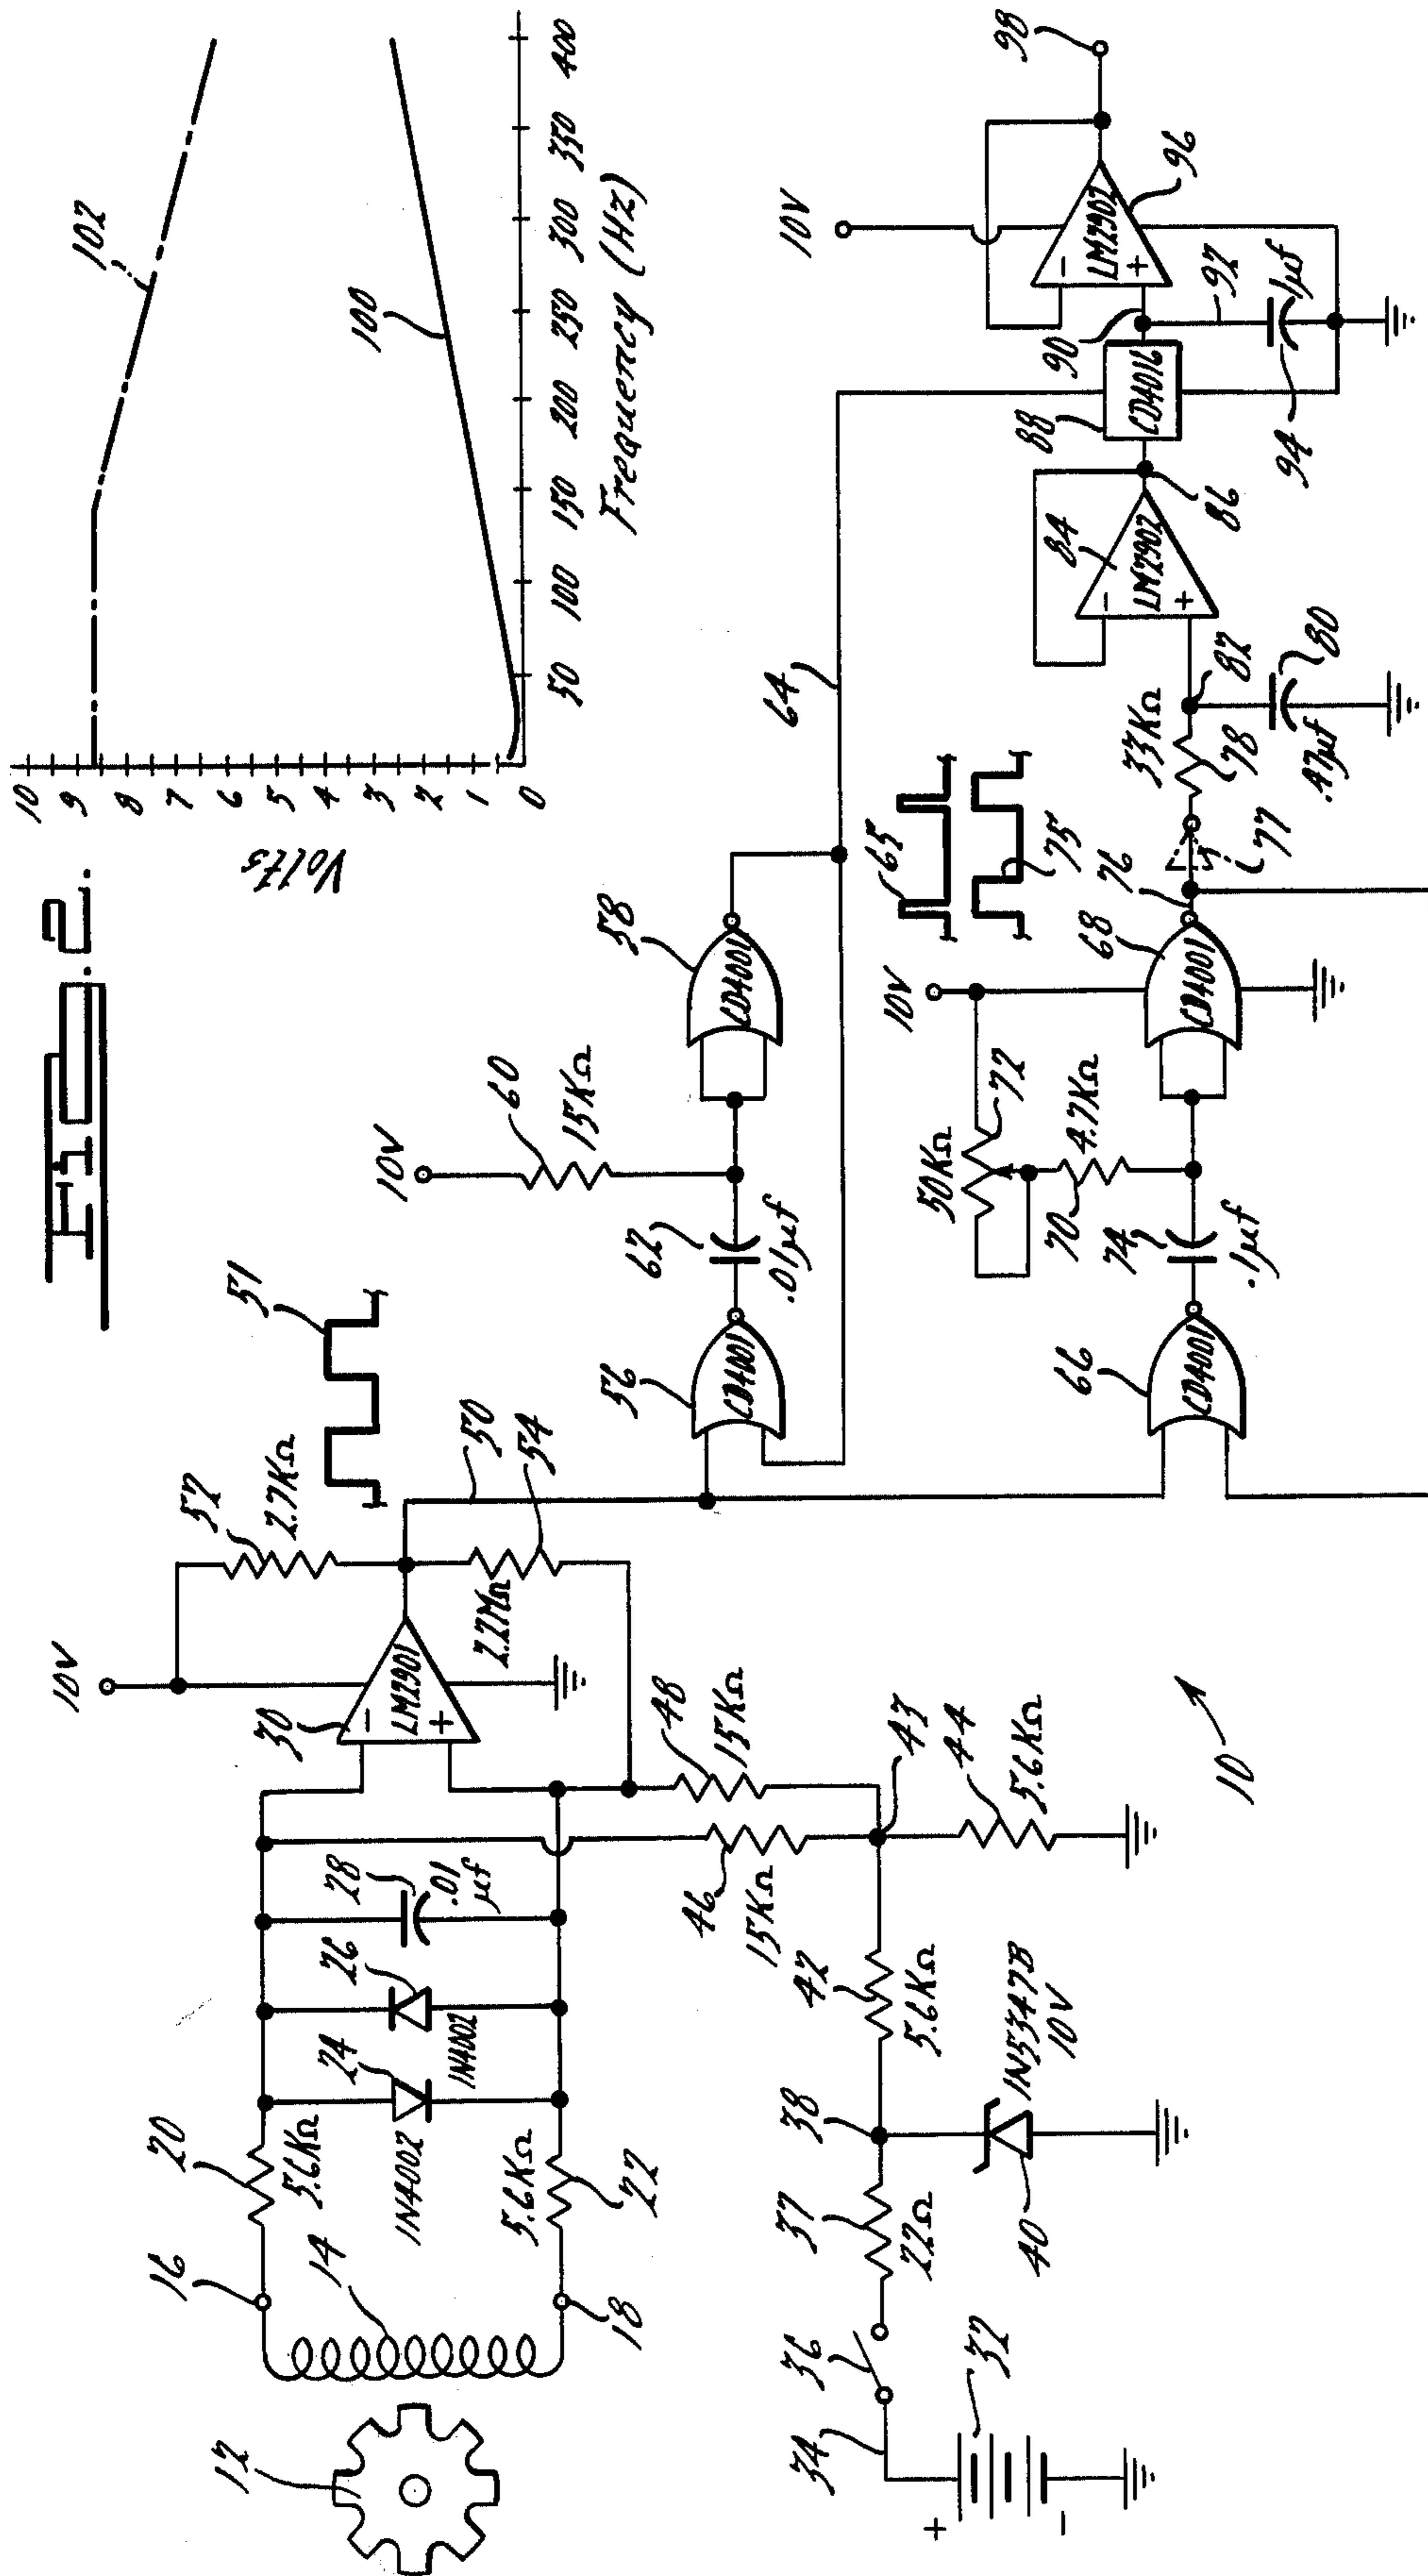 Fig. 2.
Volts
10
9
8
7
6
5
4
3
2
1
0
50
100
150
200
250
300
350
400
Frequency (Hz)
102
100
12
14
16
18
20
5.6KΩ
5.6KΩ
22
24
1N4002
26
1N4002
28
.01
µf
30
10V
-
LM2901
+
52
2.7KΩ
51
50
54
2.2MΩ
48
15KΩ
46
15KΩ
43
44
5.6KΩ
42
5.6KΩ
38
37
22Ω
1N5347B
10V
40
36
34
32
+
-
10
56
CD4001
62
.01µf
10V
60
15KΩ
58
CD4001
64
65
75
66
CD4001
74
.1µf
70
4.7KΩ
50KΩ
72
10V
68
CD4001
76
77
33KΩ
78
82
80
.47µf
84
-
LM2902
+
86
88
CD4016
90
92
94
1µf
10V
-
LM2902
+
96
98